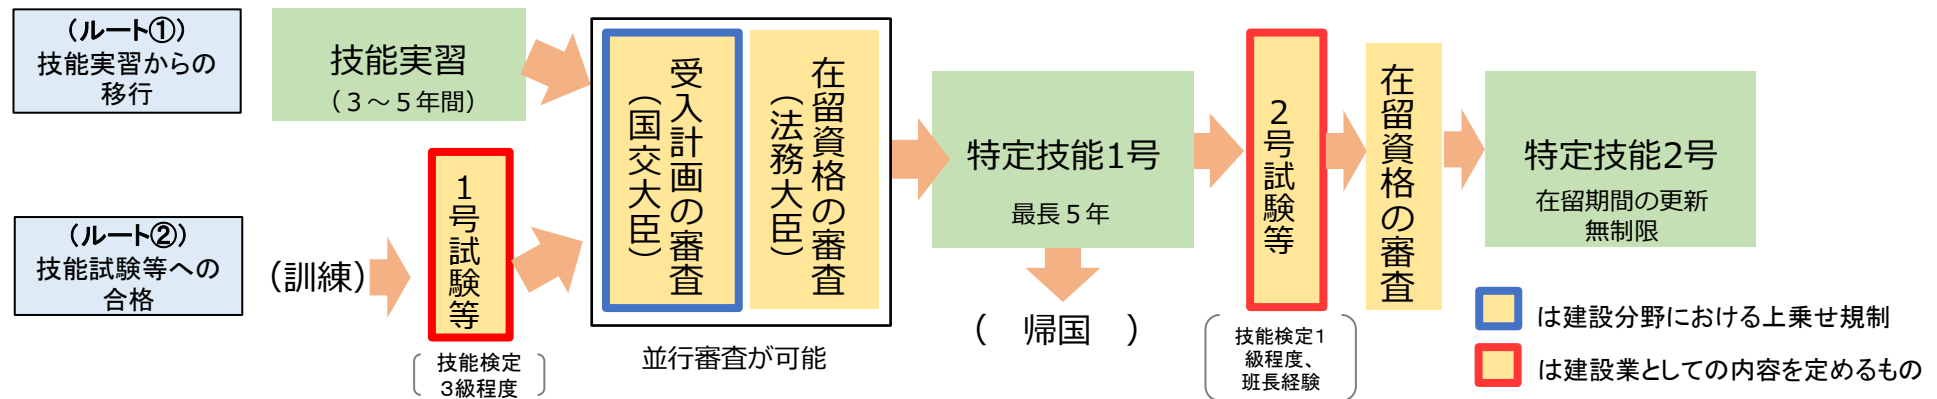 （ルート①）
技能実習からの
移行
技能実習
（３～５年間）
（ルート②）
技能試験等への
合格
（訓練）
１号試験等
技能検定
３級程度
受入計画の審査
（国交大臣）
在留資格の審査
（法務大臣）
並行審査が可能
特定技能1号
最長５年
（　帰国　）
２号試験等
技能検定１
級程度、
班長経験
在留資格の審査
特定技能2号
在留期間の更新
無制限
は建設分野における上乗せ規制
は建設業としての内容を定めるもの